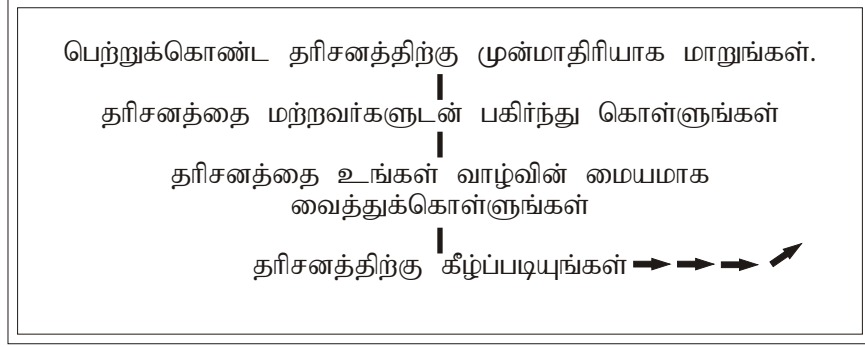 பெற்றுக்கொண்ட தரிசனத்திற்கு முன்மாதிரியாக மாறுங்கள்.
தரிசனத்தை மற்றவர்களுடன் பகிர்ந்து கொள்ளுங்கள்
தரிசனத்தை உங்கள் வாழ்வின் மையமாக
வைத்துக்கொள்ளுங்கள்
தரிசனத்திற்கு கீழ்ப்படியுங்கள்